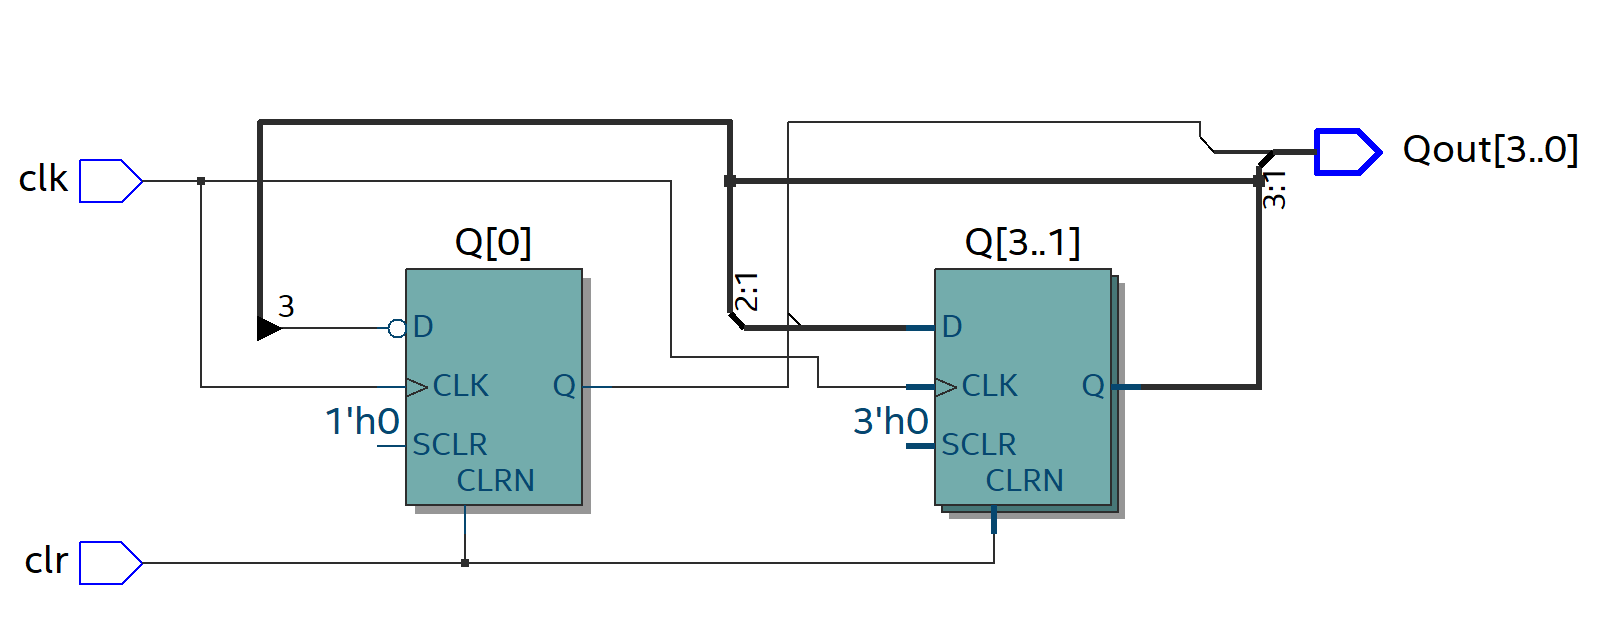 clk
Qout[3..0]
3:1
Q[0]
Q[3..1]
3
2:1
D
D
CLK
Q
CLK
Q
1'h0
3'h0
SCLR
SCLR
CLRN
CLRN
clr